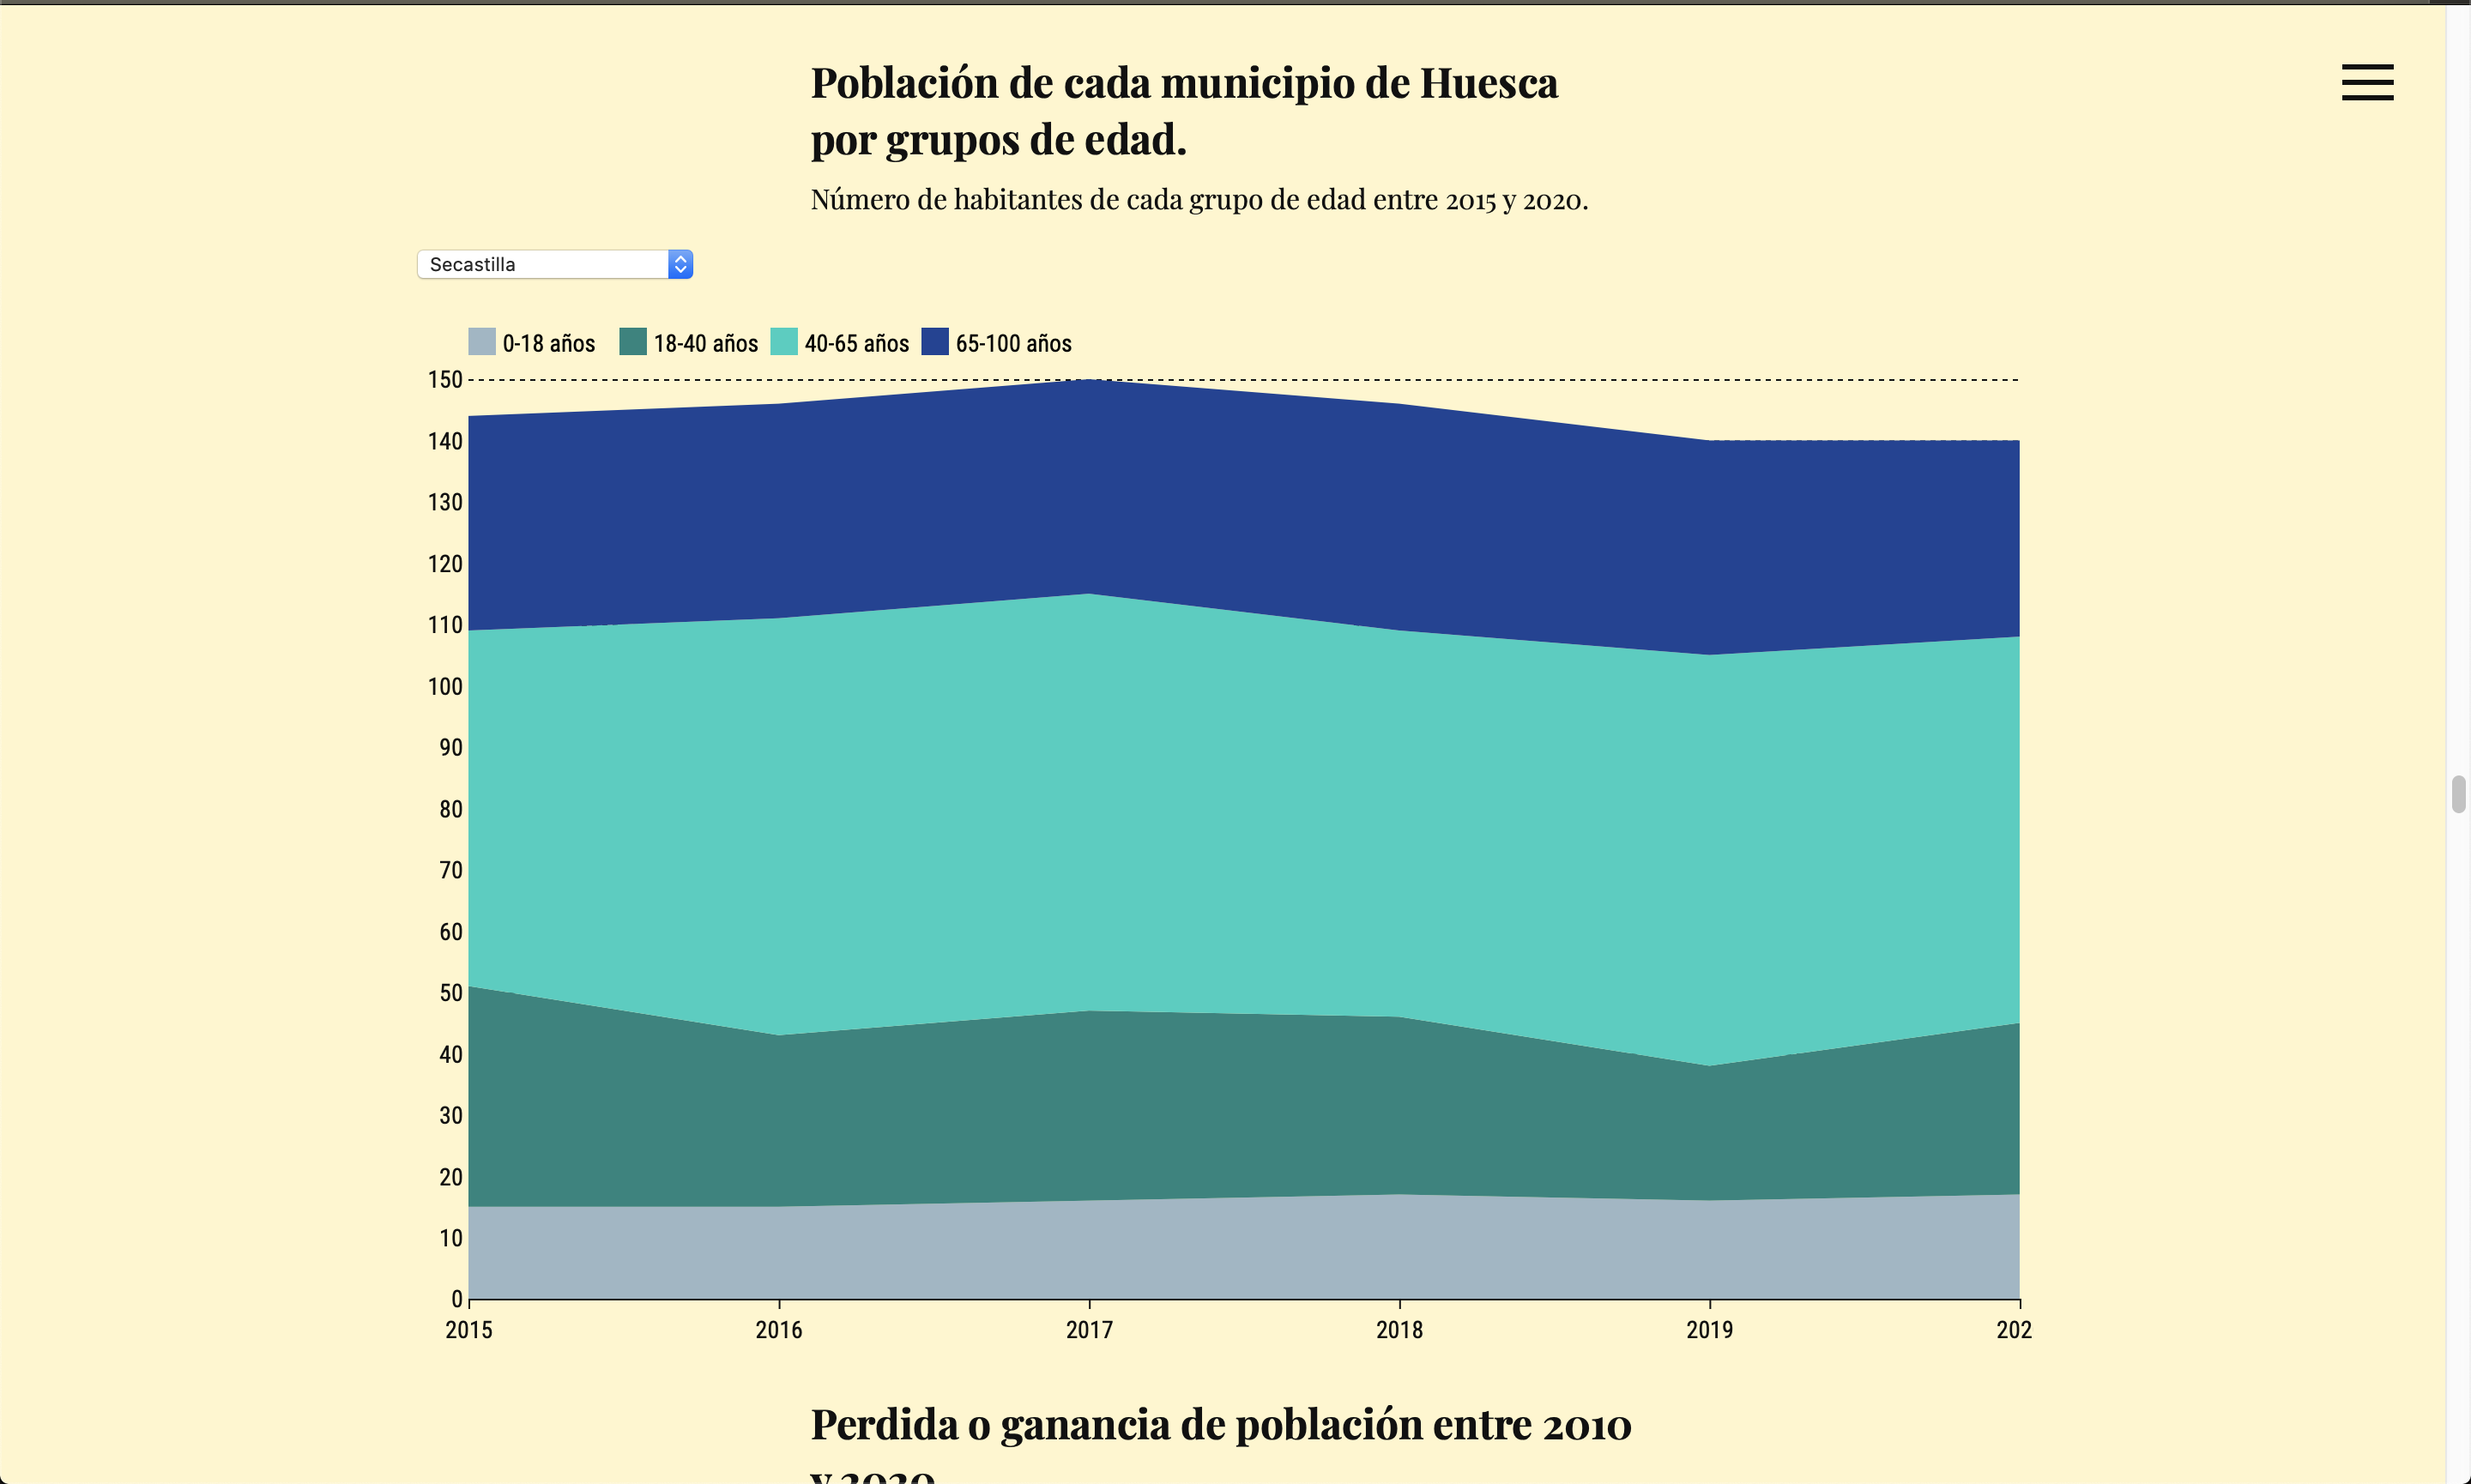 Población de cada municipio de Huesca
por grupos de edad.
Número de habitantes de cada grupo de edad entre 2015 y 2020.
Secastilla
0-18 años 18-40 años 40-65 años 65-100 años
150
140
130
120
110
100
90
80
70
60
50
40
30
20
10
0
2015 2016 2017 2018 2019 202
Perdida o ganancia de población entre 2010
y 2020